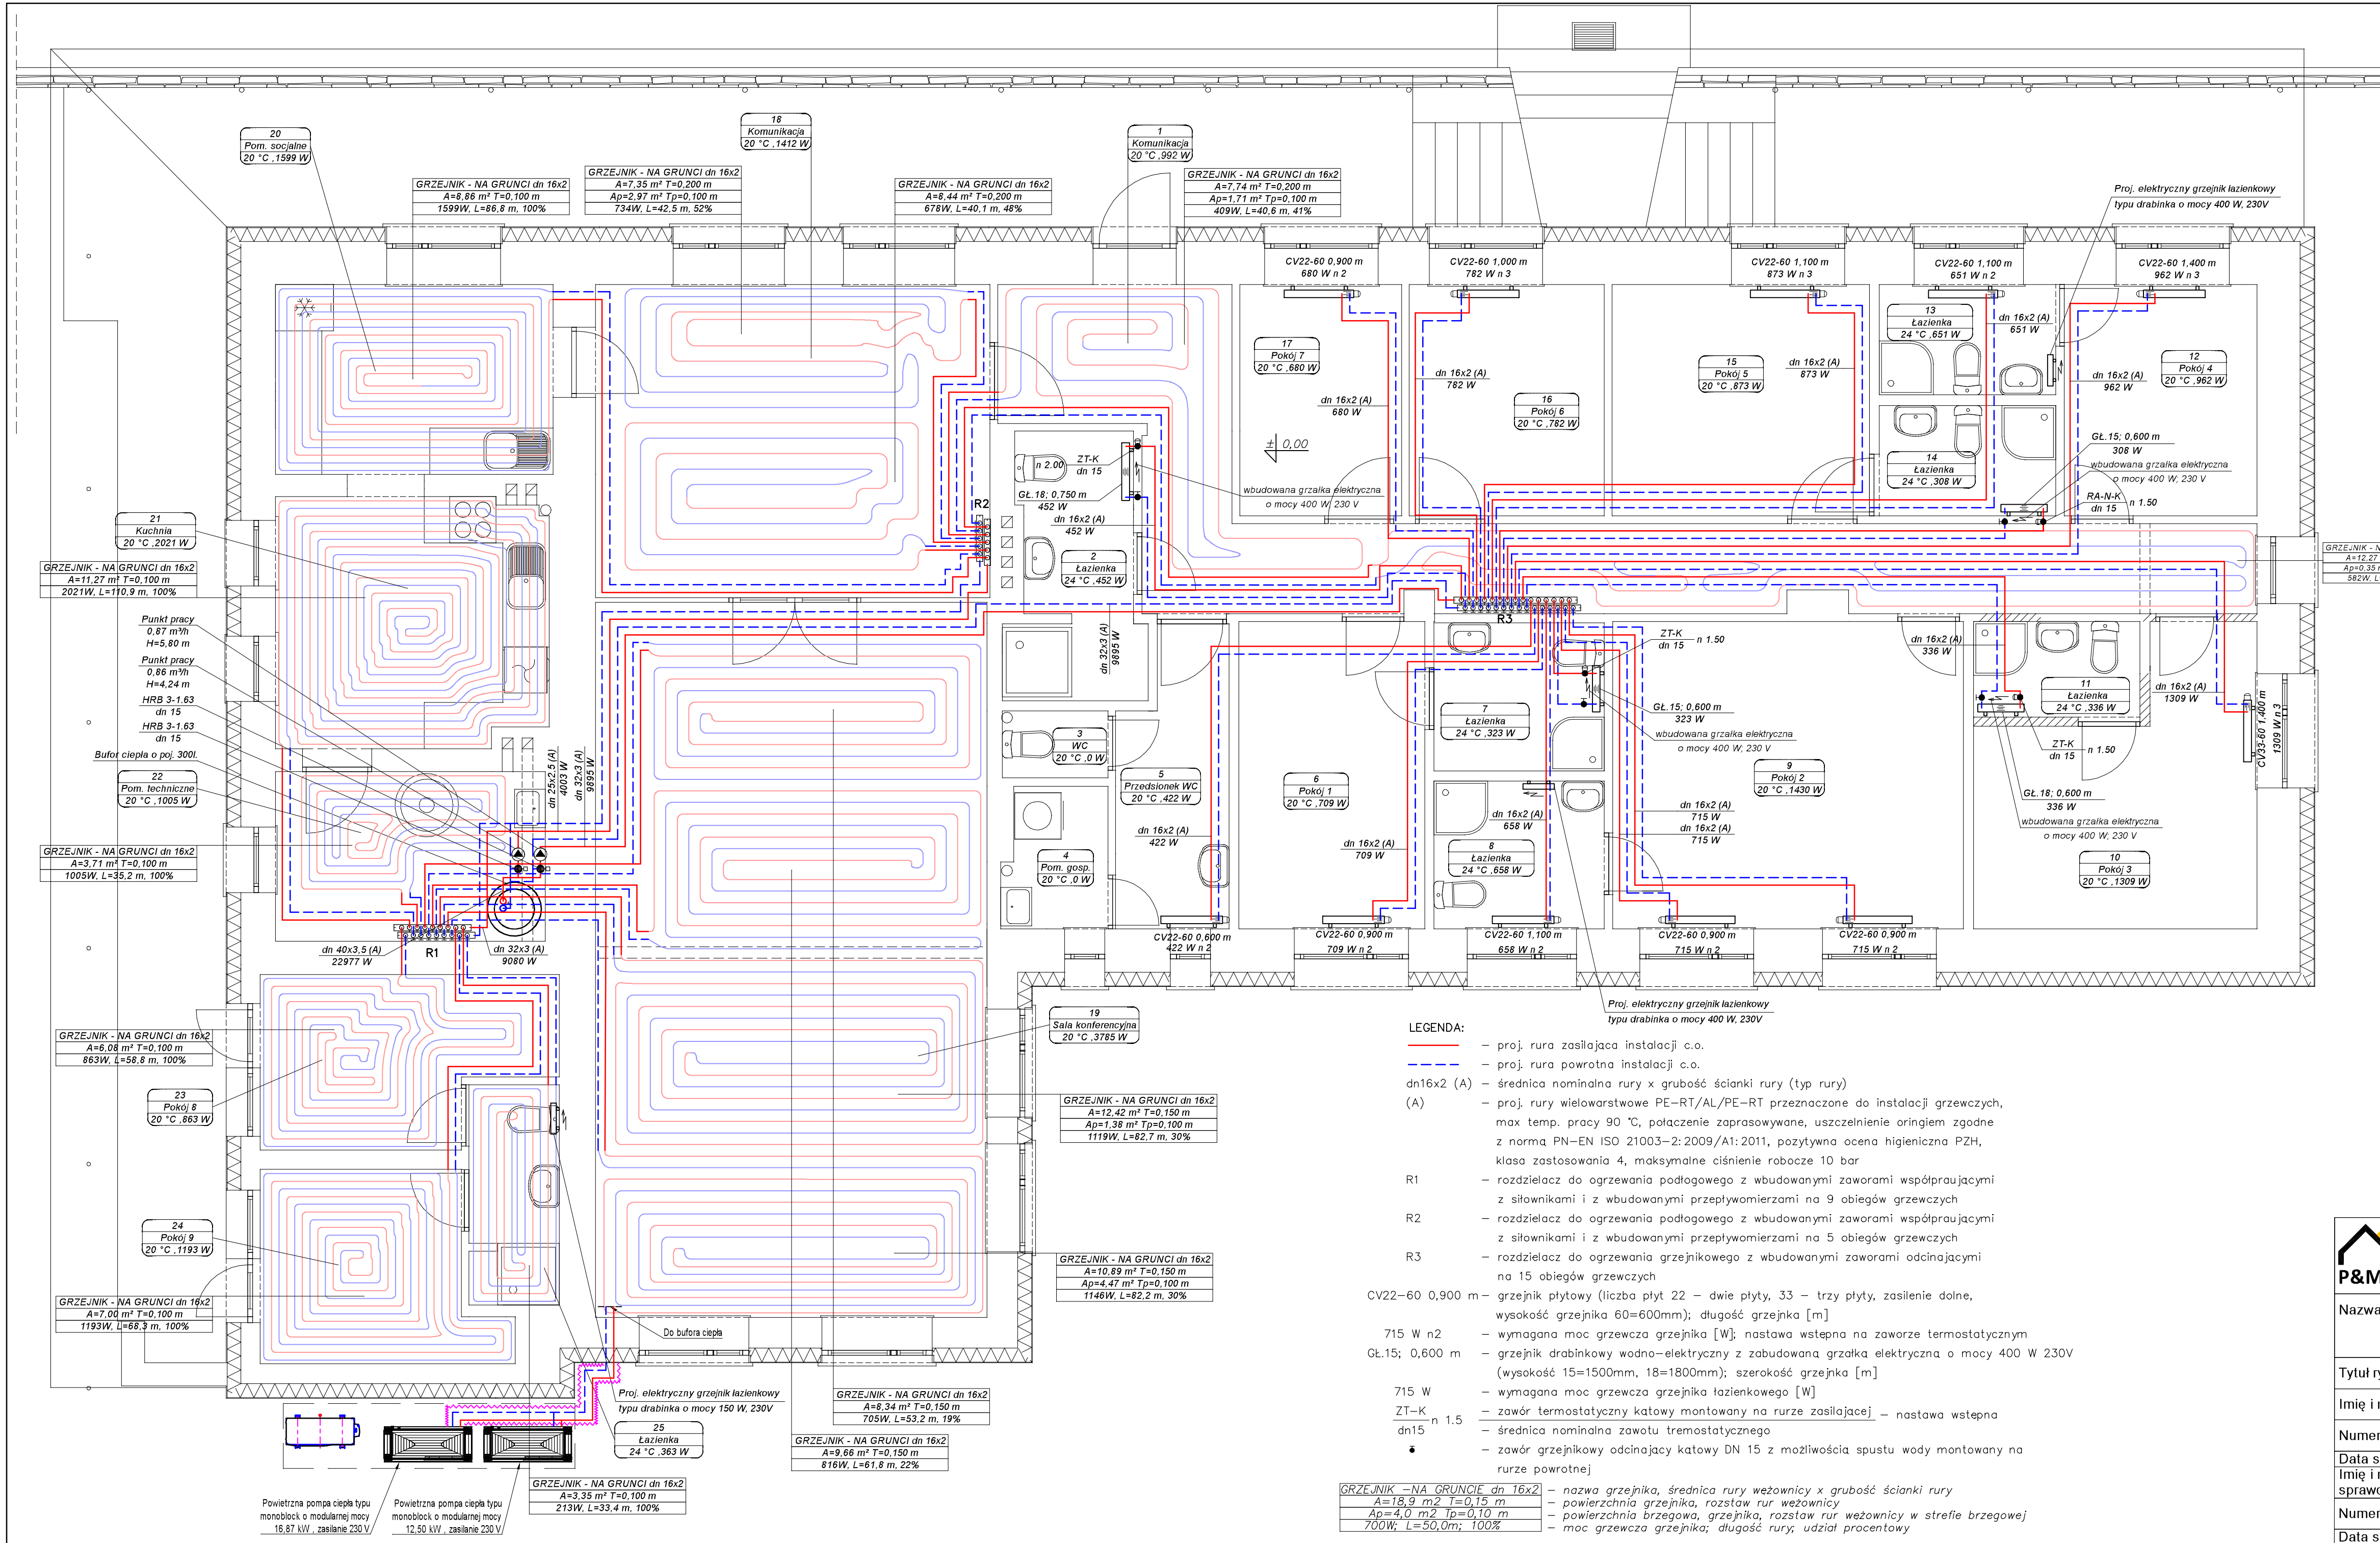 20
Pom. socjalne
20 °C ,1599 W
18
Komunikacja
20 °C ,1412 W
1
Komunikacja
20 °C ,992 W
GRZEJNIK - NA GRUNCI dn 16x2
A=8,86 m² T=0,100 m
1599W, L=86,8 m, 100%
GRZEJNIK - NA GRUNCI dn 16x2
A=7,35 m² T=0,200 m
Ap=2,97 m² Tp=0,100 m
734W, L=42,5 m, 52%
GRZEJNIK - NA GRUNCI dn 16x2
A=8,44 m² T=0,200 m
678W, L=40,1 m, 48%
GRZEJNIK - NA GRUNCI dn 16x2
A=7,74 m² T=0,200 m
Ap=1,71 m² Tp=0,100 m
409W, L=40,6 m, 41%
Proj. elektryczny grzejnik łazienkowy
typu drabinka o mocy 400 W, 230V
CV22-60 0,900 m
680 W n 2
CV22-60 1,000 m
782 W n 3
CV22-60 1,100 m
873 W n 3
CV22-60 1,100 m
651 W n 2
CV22-60 1,400 m
962 W n 3
17
Pokój 7
20 °C ,680 W
dn 16x2 (A)
680 W
± 0,00
dn 16x2 (A)
782 W
16
Pokój 6
20 °C ,782 W
15
Pokój 5
20 °C ,873 W
dn 16x2 (A)
873 W
13
Łazienka
24 °C ,651 W
dn 16x2 (A)
651 W
12
Pokój 4
20 °C ,962 W
dn 16x2 (A)
962 W
14
Łazienka
24 °C ,308 W
GŁ.15; 0,600 m
308 W
wbudowana grzałka elektryczna
o mocy 400 W; 230 V
RA-N-K
dn 15
n 1.50
n 2.00
ZT-K
dn 15
GŁ.18; 0,750 m
452 W
wbudowana grzałka elektryczna
o mocy 400 W; 230 V
dn 16x2 (A)
452 W
2
Łazienka
24 °C ,452 W
R2
21
Kuchnia
20 °C ,2021 W
GRZEJNIK - NA GRUNCI dn 16x2
A=11,27 m² T=0,100 m
2021W, L=110,9 m, 100%
GRZEJNIK - N
A=12,27
Ap=0,35 m
582W, L
Punkt pracy
0,67 m³/h
H=5,80 m
Punkt pracy
0,86 m³/h
H=4,24 m
HRB 3-1.63
dn 15
HRB 3-1.63
dn 15
Bufor ciepła o poj. 300l.
22
Pom. techniczne
20 °C ,1005 W
GRZEJNIK - NA GRUNCI dn 16x2
A=3,71 m² T=0,100 m
1005W, L=35,2 m, 100%
dn 25x2,5 (A)
4003 W
dn 32x3 (A)
9895 W
dn 32x3 (A)
9895 W
R3
ZT-K
dn 15
n 1.50
GŁ.15; 0,600 m
323 W
wbudowana grzałka elektryczna
o mocy 400 W; 230 V
7
Łazienka
24 °C ,323 W
3
WC
20 °C ,0 W
5
Przedsionek WC
20 °C ,422 W
6
Pokój 1
20 °C ,709 W
9
Pokój 2
20 °C ,1430 W
dn 16x2 (A)
336 W
11
Łazienka
24 °C ,336 W
dn 16x2 (A)
1309 W
CV33-60 1,400 m
1309 W n 3
ZT-K
dn 15
n 1.50
GŁ.18; 0,600 m
336 W
wbudowana grzałka elektryczna
o mocy 400 W; 230 V
10
Pokój 3
20 °C ,1309 W
dn 16x2 (A)
422 W
4
Pom. gosp.
20 °C ,0 W
dn 16x2 (A)
709 W
dn 16x2 (A)
658 W
8
Łazienka
24 °C ,658 W
dn 16x2 (A)
715 W
dn 16x2 (A)
715 W
CV22-60 0,600 m
422 W n 2
CV22-60 0,900 m
709 W n 2
CV22-60 1,100 m
658 W n 2
CV22-60 0,900 m
715 W n 2
CV22-60 0,900 m
715 W n 2
dn 40x3,5 (A)
22977 W
R1
dn 32x3 (A)
9080 W
Proj. elektryczny grzejnik łazienkowy
typu drabinka o mocy 400 W, 230V
GRZEJNIK - NA GRUNCI dn 16x2
A=6,08 m² T=0,100 m
863W, L=58,8 m, 100%
23
Pokój 8
20 °C ,863 W
19
Sala konferencyjna
20 °C ,3785 W
GRZEJNIK - NA GRUNCI dn 16x2
A=12,42 m² T=0,150 m
Ap=1,38 m² Tp=0,100 m
1119W, L=82,7 m, 30%
24
Pokój 9
20 °C ,1193 W
GRZEJNIK - NA GRUNCI dn 16x2
A=10,89 m² T=0,150 m
Ap=4,47 m² Tp=0,100 m
1146W, L=82,2 m, 30%
GRZEJNIK - NA GRUNCI dn 16x2
A=7,00 m² T=0,100 m
1193W, L=68,3 m, 100%
Do bufora ciepła
Proj. elektryczny grzejnik łazienkowy
typu drabinka o mocy 150 W, 230V
25
Łazienka
24 °C ,363 W
GRZEJNIK - NA GRUNCI dn 16x2
A=8,34 m² T=0,150 m
705W, L=53,2 m, 19%
GRZEJNIK - NA GRUNCI dn 16x2
A=9,66 m² T=0,150 m
816W, L=61,8 m, 22%
GRZEJNIK - NA GRUNCI dn 16x2
A=3,35 m² T=0,100 m
213W, L=33,4 m, 100%
Powietrzna pompa ciepła typu
monoblock o modularnej mocy
16,87 kW , zasilanie 230 V
Powietrzna pompa ciepła typu
monoblock o modularnej mocy
12,50 kW , zasilanie 230 V
LEGENDA:
– proj. rura zasilająca instalacji c.o.
– proj. rura powrotna instalacji c.o.
dn16x2 (A) – średnica nominalna rury x grubość ścianki rury (typ rury)
(A) – proj. rury wielowarstwowe PE–RT/AL/PE–RT przeznaczone do instalacji grzewczych,
max temp. pracy 90 °C, połączenie zaprasowywane, uszczelnienie oringiem zgodne
z normą PN–EN ISO 21003–2:2009/A1:2011, pozytywna ocena higieniczna PZH,
klasa zastosowania 4, maksymalne ciśnienie robocze 10 bar
R1 – rozdzielacz do ogrzewania podłogowego z wbudowanymi zaworami współpraującymi
z siłownikami i z wbudowanymi przepływomierzami na 9 obiegów grzewczych
R2 – rozdzielacz do ogrzewania podłogowego z wbudowanymi zaworami współpraującymi
z siłownikami i z wbudowanymi przepływomierzami na 5 obiegów grzewczych
R3 – rozdzielacz do ogrzewania grzejnikowego z wbudowanymi zaworami odcinającymi
na 15 obiegów grzewczych
CV22–60 0,900 m – grzejnik płytowy (liczba płyt 22 – dwie płyty, 33 – trzy płyty, zasilenie dolne,
wysokość grzejnika 60=600mm); długość grzejnka [m]
715 W n2 – wymagana moc grzewcza grzejnika [W]; nastawa wstępna na zaworze termostatycznym
GŁ.15; 0,600 m – grzejnik drabinkowy wodno–elektryczny z zabudowaną grzałką elektryczną o mocy 400 W 230V
(wysokość 15=1500mm, 18=1800mm); szerokość grzejnka [m]
715 W – wymagana moc grzewcza grzejnika łazienkowego [W]
ZT–K n 1.5 – zawór termostatyczny kątowy montowany na rurze zasilającej – nastawa wstępna
dn15 – średnica nominalna zawotu tremostatycznego
– zawór grzejnikowy odcinający kątowy DN 15 z możliwością spustu wody montowany na
rurze powrotnej
GRZEJNIK –NA GRUNCIE dn 16x2 – nazwa grzejnika, średnica rury wężownicy x grubość ścianki rury
A=18,9 m2 T=0,15 m – powierzchnia grzejnika, rozstaw rur wężownicy
Ap=4,0 m2 Tp=0,10 m – powierzchnia brzegowa, grzejnika, rozstaw rur wężownicy w strefie brzegowej
700W; L=50,0m; 100% – moc grzewcza grzejnika; długość rury; udział procentowy
P&M
Nazwa
Tytuł ry
Imię i n
Numer
Data s
Imię i n
sprawd
Numer
Data s